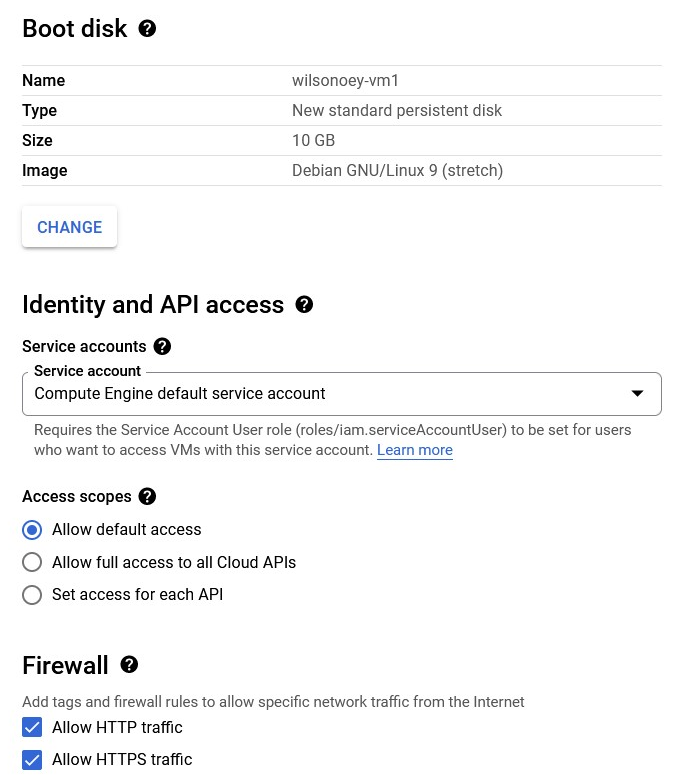 Boot disk
Name wilsonoey-vm1
Type New standard persistent disk
Size 10 GB
Image Debian GNU/Linux 9 (stretch)
CHANGE
Identity and API access
Service accounts
Service account
Compute Engine default service account
Requires the Service Account User role (roles/iam.serviceAccountUser) to be set for users
who want to access VMs with this service account. Learn more
Access scopes
Allow default access
Allow full access to all Cloud APIs
Set access for each API
Firewall
Add tags and firewall rules to allow specific network traffic from the Internet
Allow HTTP traffic
Allow HTTPS traffic